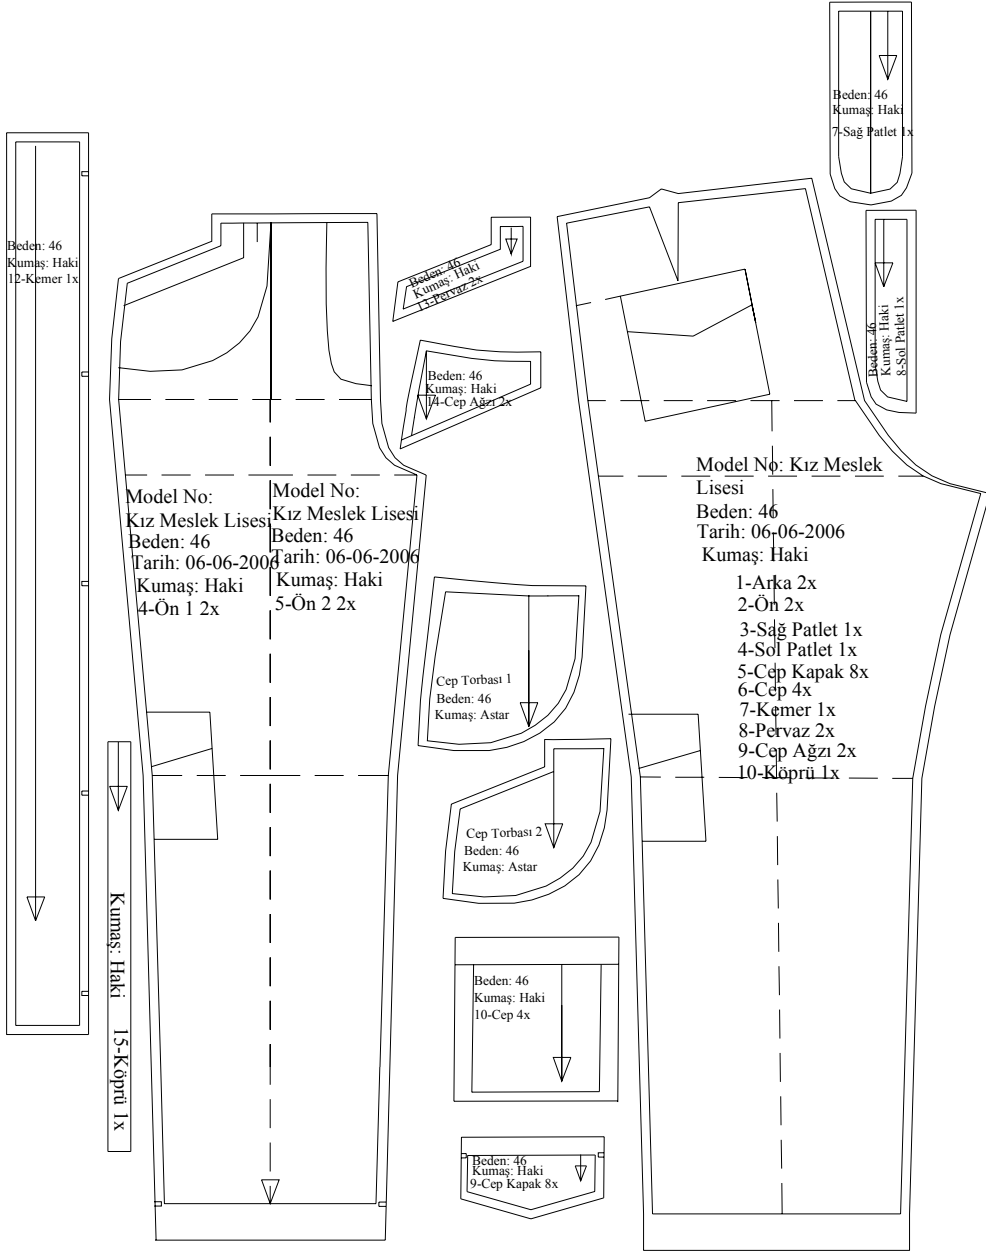 Beden: 46
Kumaş: Haki
12-Kemer 1x
Model No:
Kız Meslek Lisesi
Beden: 46
Tarih: 06-06-2006
Kumaş: Haki
4-Ön 1 2x
Model No:
Kız Meslek Lisesi
Beden: 46
Tarih: 06-06-2006
Kumaş: Haki
5-Ön 2 2x
Kumaş: Haki 15-Köprü 1x
Beden: 46
Kumaş: Haki
13-Pervaz 2x
Beden: 46
Kumaş: Haki
14-Cep Ağzı 2x
Cep Torbası 1
Beden: 46
Kumaş: Astar
Cep Torbası 2
Beden: 46
Kumaş: Astar
Beden: 46
Kumaş: Haki
10-Cep 4x
Beden: 46
Kumaş: Haki
9-Cep Kapak 8x
Beden: 46
Kumaş: Haki
7-Sağ Patlet 1x
Beden: 46
Kumaş: Haki
8-Sol Patlet 1x
Model No: Kız Meslek
Lisesi
Beden: 46
Tarih: 06-06-2006
Kumaş: Haki
1-Arka 2x
2-Ön 2x
3-Sağ Patlet 1x
4-Sol Patlet 1x
5-Cep Kapak 8x
6-Cep 4x
7-Kemer 1x
8-Pervaz 2x
9-Cep Ağzı 2x
10-Köprü 1x